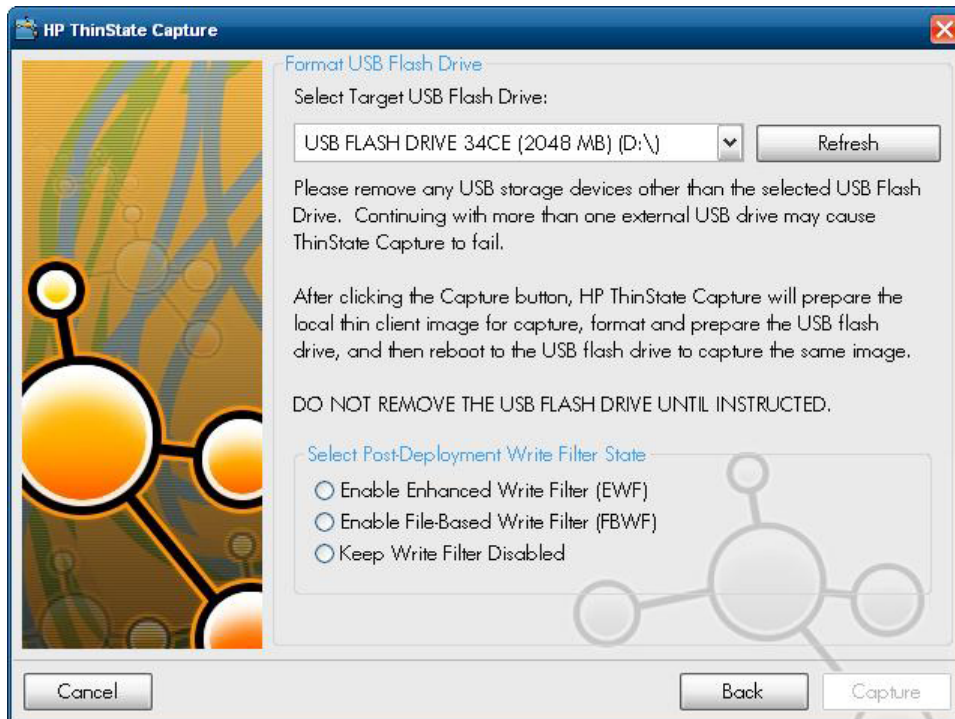 HP ThinState Capture
Format USB Flash Drive
Select Target USB Flash Drive:
USB FLASH DRIVE 34CE (2048 MB) (D:\)
Refresh
Please remove any USB storage devices other than the selected USB Flash
Drive. Continuing with more than one external USB drive may cause
ThinState Capture to fail.
After clicking the Capture button, HP ThinState Capture will prepare the
local thin client image for capture, format and prepare the USB flash
drive, and then reboot to the USB flash drive to capture the same image.
DO NOT REMOVE THE USB FLASH DRIVE UNTIL INSTRUCTED.
Select Post-Deployment Write Filter State
Enable Enhanced Write Filter (EWF)
Enable File-Based Write Filter (FBWF)
Keep Write Filter Disabled
Cancel
Back
Capture